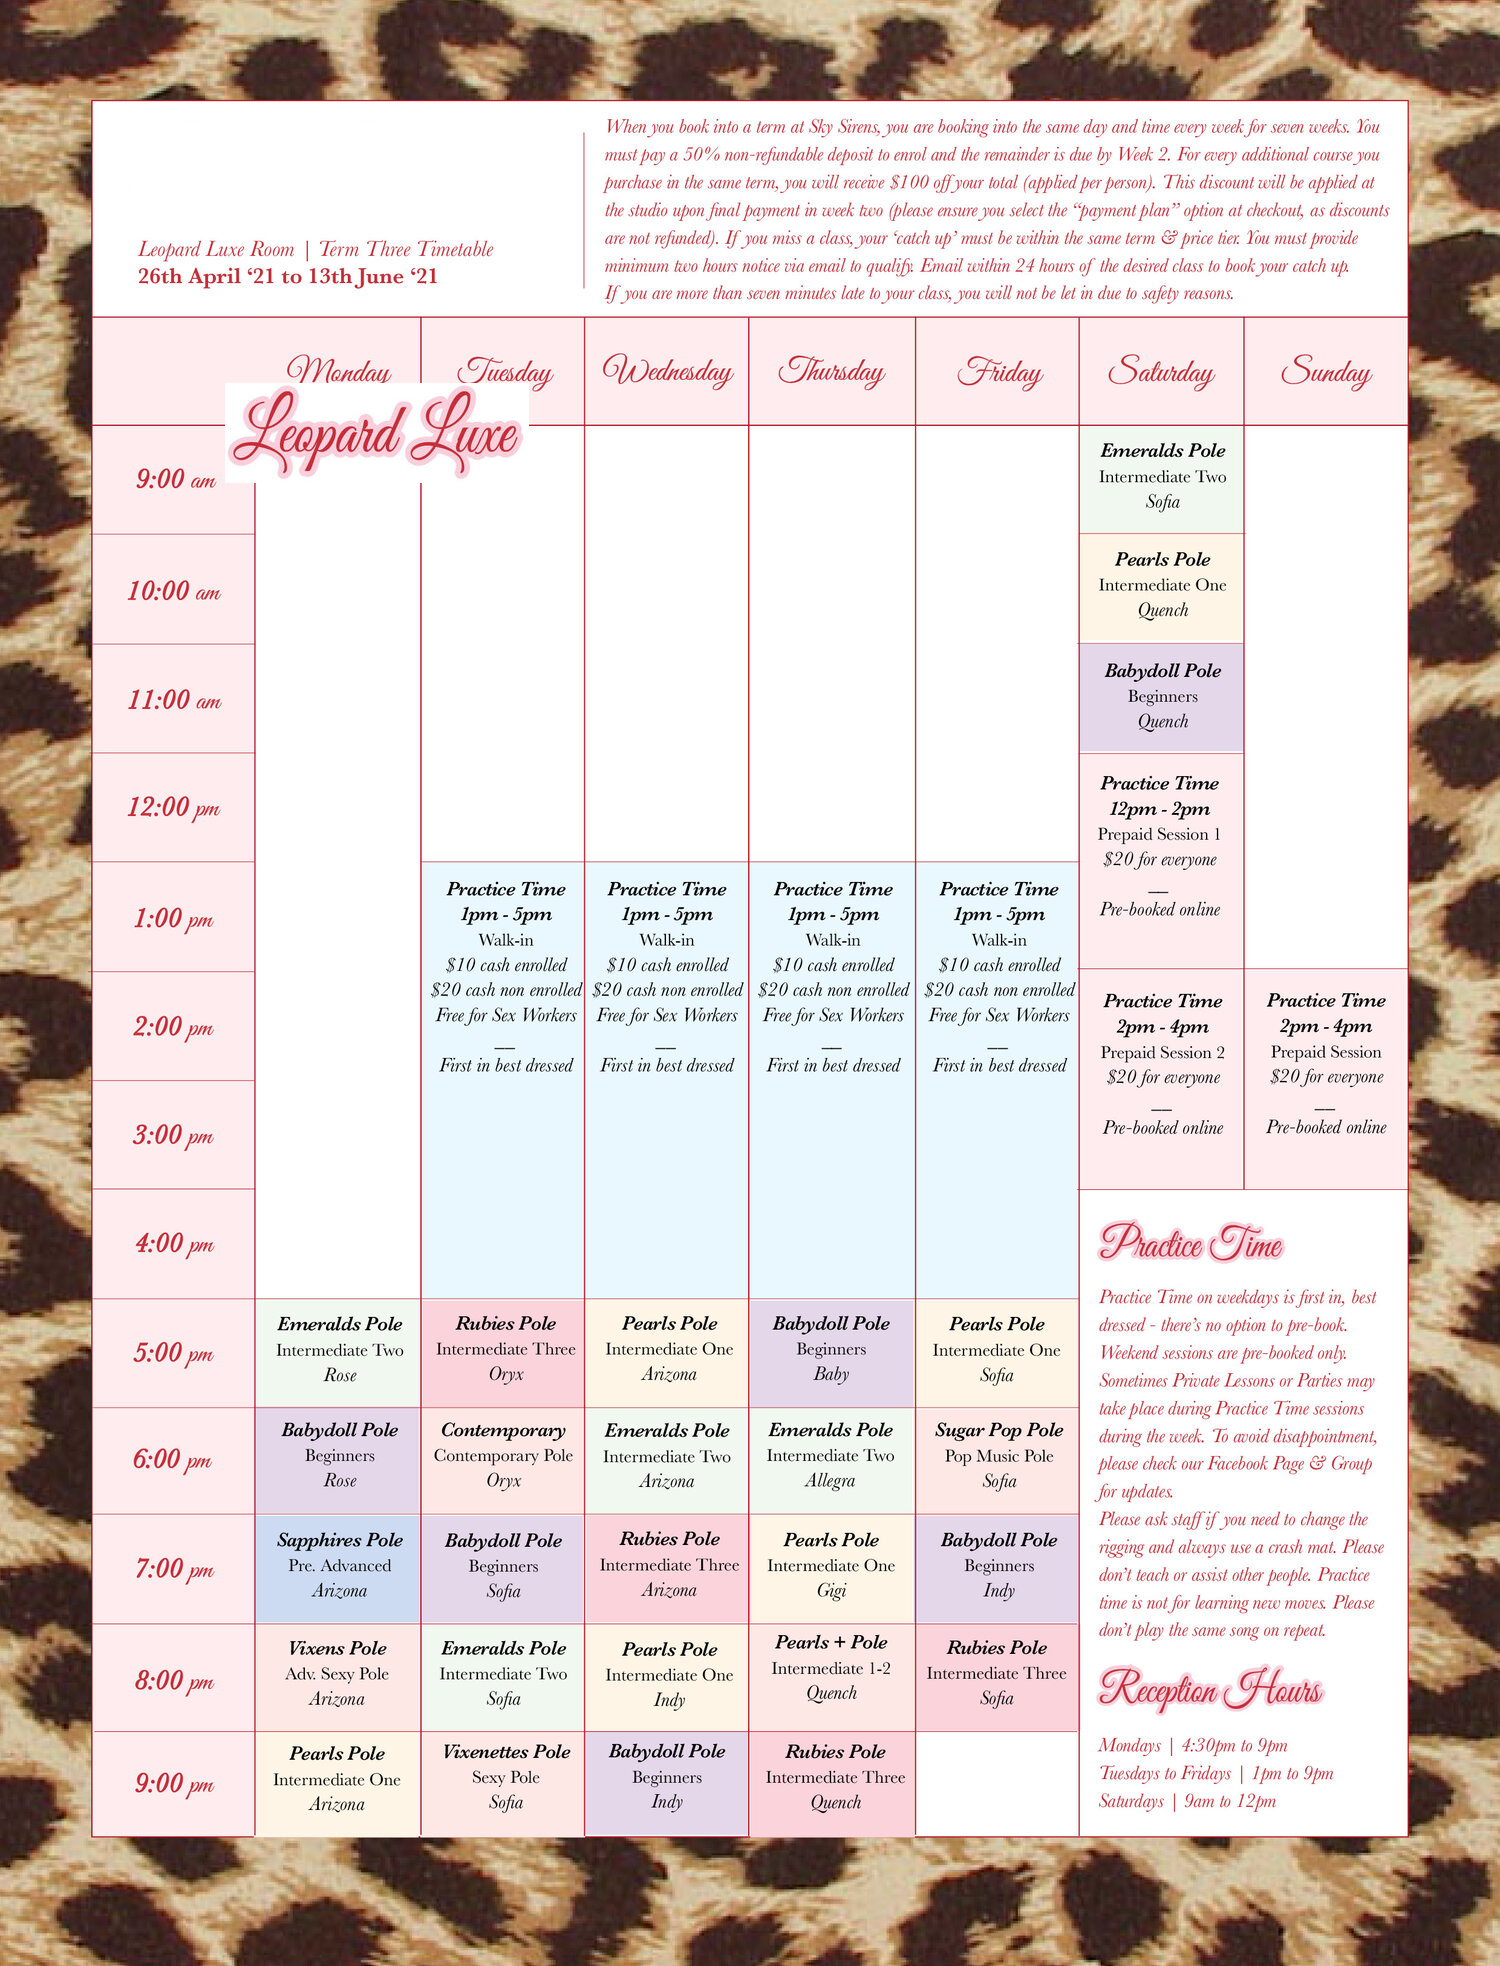 When you book into a term at Sky Sirens, you are booking into the same day and time every week for seven weeks. You
must pay a 50% non-refundable deposit to enrol and the remainder is due by Week 2. For every additional course you
purchase in the same term, you will receive $100 off your total (applied per person). This discount will be applied at
the studio upon final payment in week two (please ensure you select the “payment plan” option at checkout, as discounts
are not refunded). If you miss a class, your ‘catch up’ must be within the same term & price tier. You must provide
minimum two hours notice via email to qualify. Email within 24 hours of the desired class to book your catch up.
If you are more than seven minutes late to your class, you will not be let in due to safety reasons.
Leopard Luxe Room | Term Three Timetable
26th April ‘21 to 13th June ‘21
Monday
Tuesday
Wednesday
Thursday
Friday
Saturday
Sunday
Leopard Luxe
9:00 am
Emeralds Pole
Intermediate Two
Sofia
10:00 am
Pearls Pole
Intermediate One
Quench
11:00 am
Babydoll Pole
Beginners
Quench
12:00 pm
Practice Time
12pm - 2pm
Prepaid Session 1
$20 for everyone
__
Pre-booked online
1:00 pm
Practice Time
1pm - 5pm
Walk-in
$10 cash enrolled
$20 cash non enrolled
Free for Sex Workers
__
First in best dressed
Practice Time
1pm - 5pm
Walk-in
$10 cash enrolled
$20 cash non enrolled
Free for Sex Workers
__
First in best dressed
Practice Time
1pm - 5pm
Walk-in
$10 cash enrolled
$20 cash non enrolled
Free for Sex Workers
__
First in best dressed
Practice Time
1pm - 5pm
Walk-in
$10 cash enrolled
$20 cash non enrolled
Free for Sex Workers
__
First in best dressed
2:00 pm
Practice Time
2pm - 4pm
Prepaid Session 2
$20 for everyone
__
Pre-booked online
Practice Time
2pm - 4pm
Prepaid Session
$20 for everyone
__
Pre-booked online
3:00 pm
4:00 pm
5:00 pm
Emeralds Pole
Intermediate Two
Rose
Rubies Pole
Intermediate Three
Oryx
Pearls Pole
Intermediate One
Arizona
Babydoll Pole
Beginners
Baby
Pearls Pole
Intermediate One
Sofia
6:00 pm
Babydoll Pole
Beginners
Rose
Contemporary
Contemporary Pole
Oryx
Emeralds Pole
Intermediate Two
Arizona
Emeralds Pole
Intermediate Two
Allegra
Sugar Pop Pole
Pop Music Pole
Sofia
7:00 pm
Sapphires Pole
Pre. Advanced
Arizona
Babydoll Pole
Beginners
Sofia
Rubies Pole
Intermediate Three
Arizona
Pearls Pole
Intermediate One
Gigi
Babydoll Pole
Beginners
Indy
8:00 pm
Vixens Pole
Adv. Sexy Pole
Arizona
Emeralds Pole
Intermediate Two
Sofia
Pearls Pole
Intermediate One
Indy
Pearls + Pole
Intermediate 1-2
Quench
Rubies Pole
Intermediate Three
Sofia
9:00 pm
Pearls Pole
Intermediate One
Arizona
Vixenettes Pole
Sexy Pole
Sofia
Babydoll Pole
Beginners
Indy
Rubies Pole
Intermediate Three
Quench
Practice Time
Practice Time on weekdays is first in, best
dressed - there’s no option to pre-book.
Weekend sessions are pre-booked only.
Sometimes Private Lessons or Parties may
take place during Practice Time sessions
during the week. To avoid disappointment,
please check our Facebook Page & Group
for updates.
Please ask staff if you need to change the
rigging and always use a crash mat. Please
don’t teach or assist other people. Practice
time is not for learning new moves. Please
don’t play the same song on repeat.
Reception Hours
Mondays | 4:30pm to 9pm
Tuesdays to Fridays | 1pm to 9pm
Saturdays | 9am to 12pm